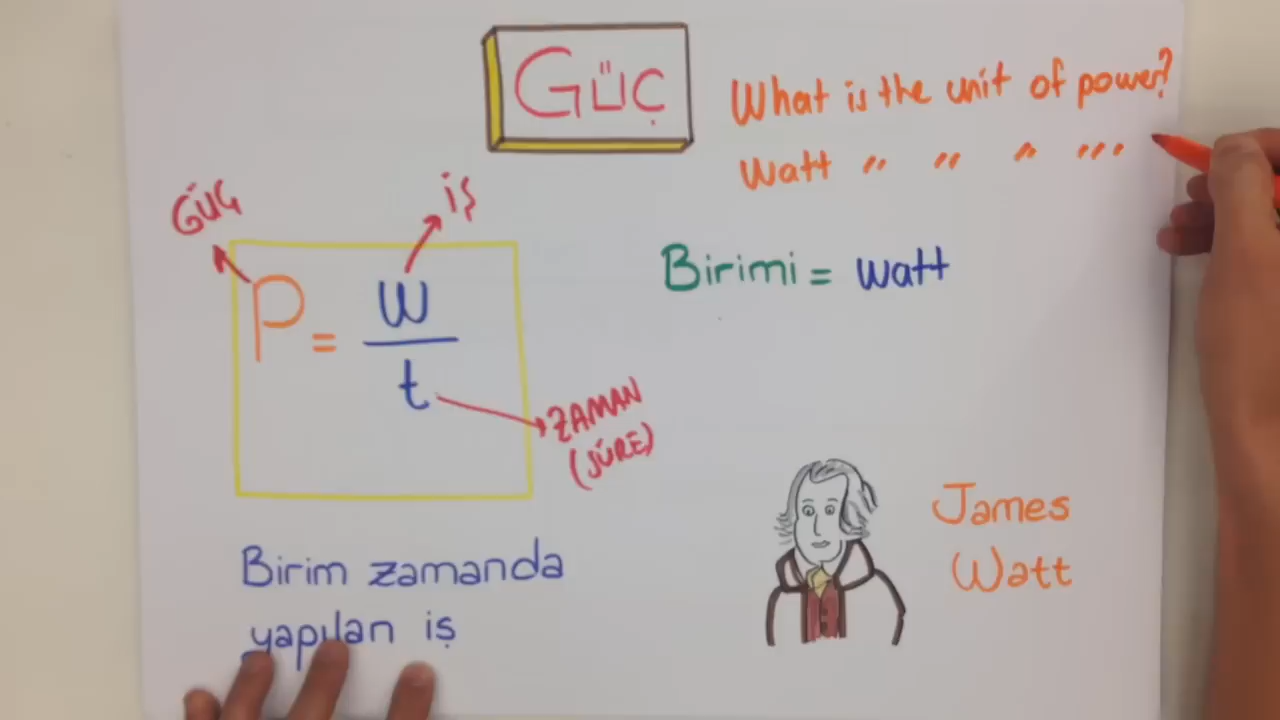 GÜÇ
What is the unit of power?
Watt " " " " '
GÜÇ
İŞ
P = W / t
ZAMAN
(SÜRE)
Birimi = Watt
Birim zamanda
yapılan iş
James
Watt